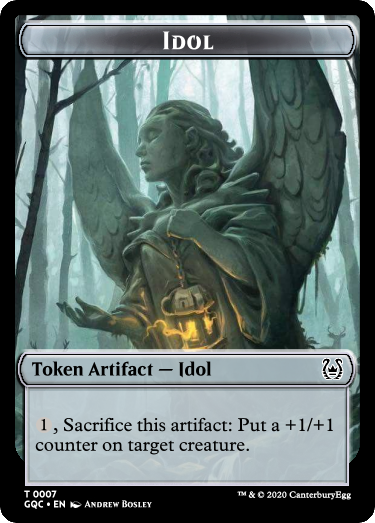 Idol
Token Artifact — Idol
1 , Sacrifice this artifact: Put a +1/+1
counter on target creature.
T 0007
GQC • EN Andrew Bosley
™ & © 2020 CanterburyEgg